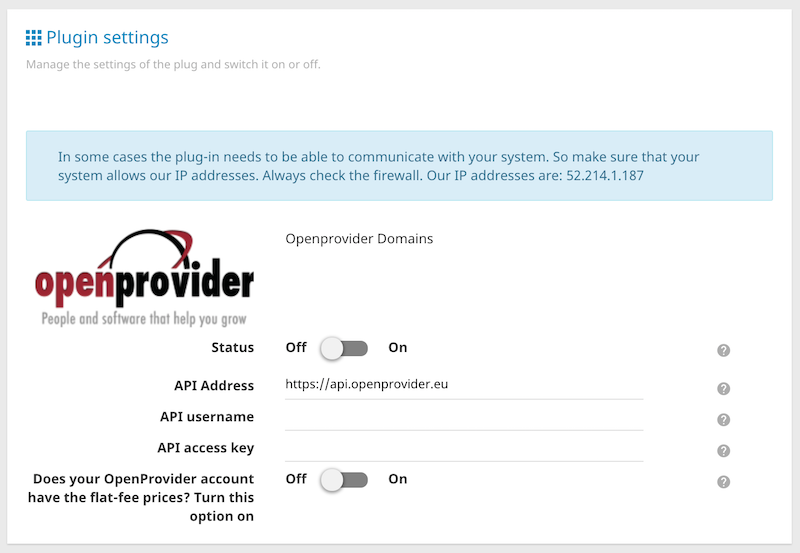 Plugin settings
Manage the settings of the plug and switch it on or off.
In some cases the plug-in needs to be able to communicate with your system. So make sure that your
system allows our IP addresses. Always check the firewall. Our IP addresses are: 52.214.1.187
openprovider
People and software that help you grow
Openprovider Domains
Status Off On ?
API Address https://api.openprovider.eu ?
API username ?
API access key ?
Does your OpenProvider account Off On ?
have the flat-fee prices? Turn this
option on